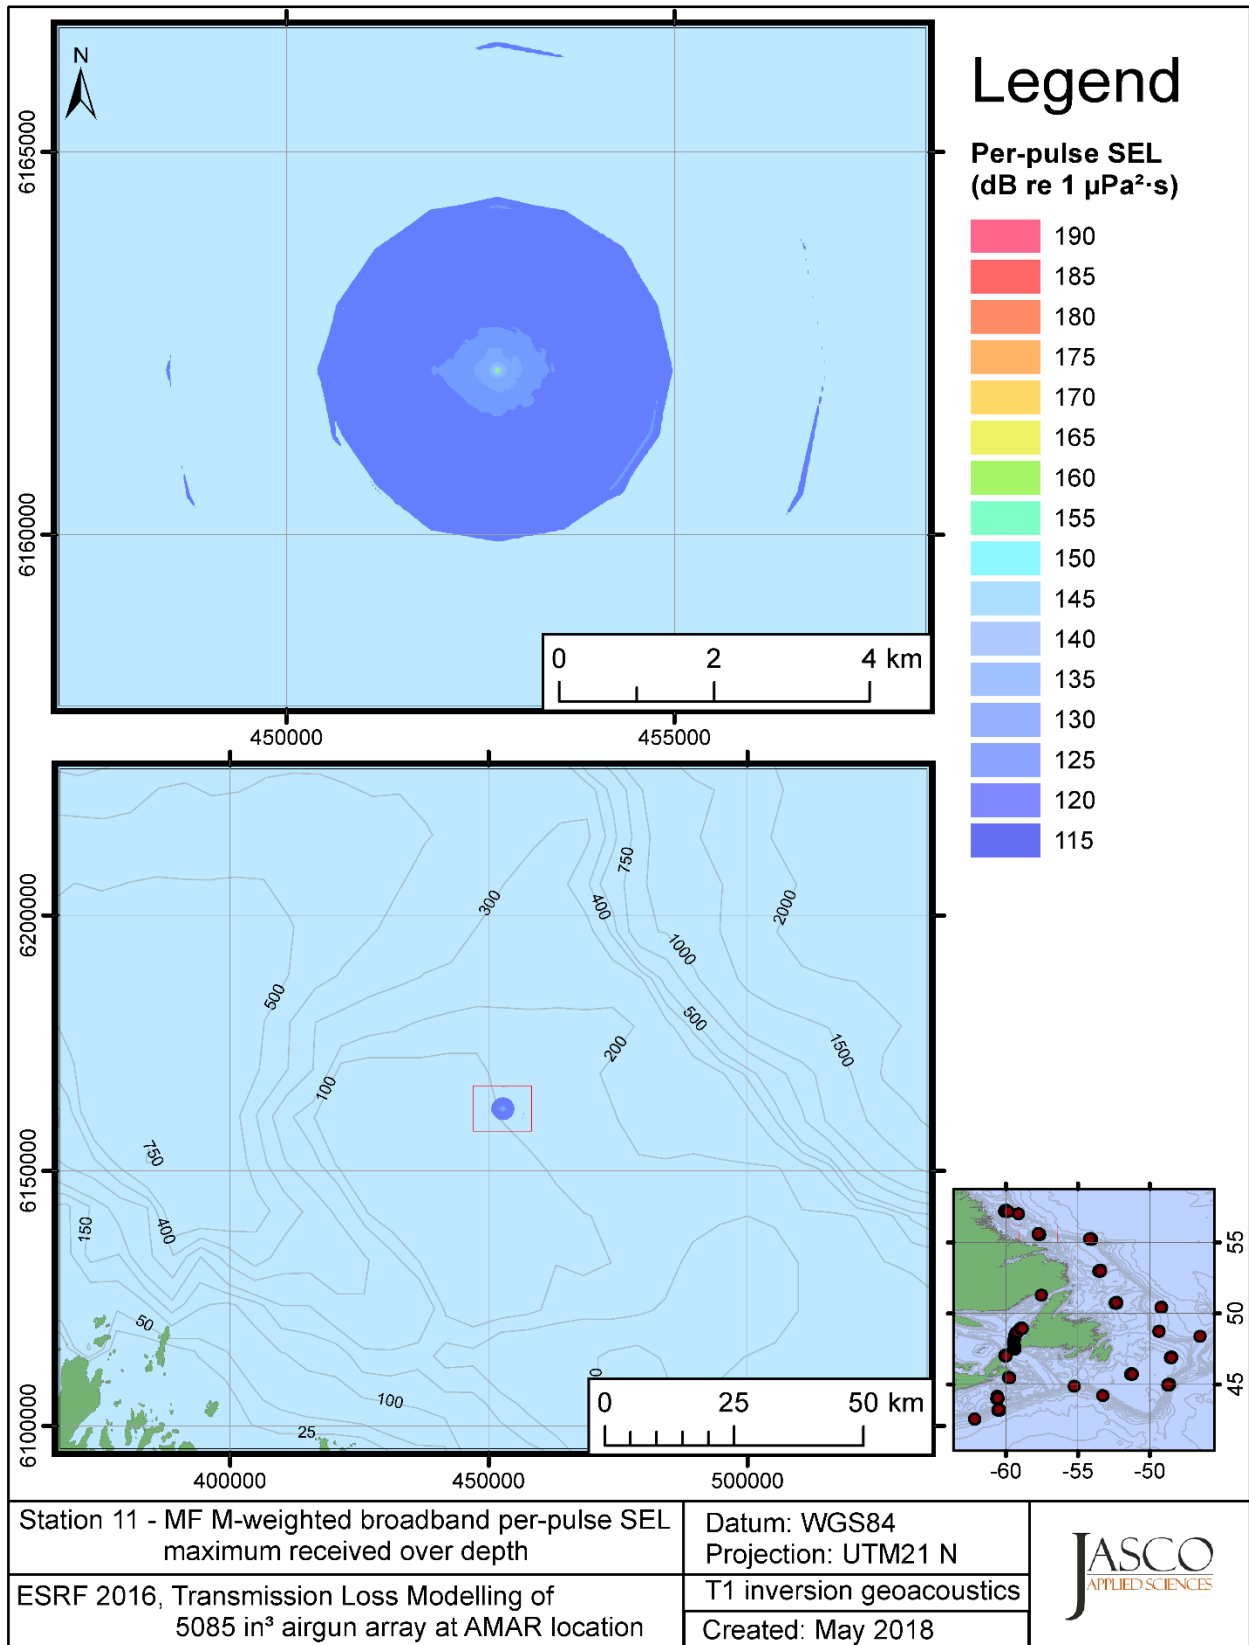 N
6165000
6160000
0 2 4 km
450000 455000
Legend
Per-pulse SEL
(dB re 1 µPa²·s)
190
185
180
175
170
165
160
155
150
145
140
135
130
125
120
115
6200000
6150000
6100000
300
750
400
2000
1000
500
500
200
1500
100
750
400
150
50
100
25
0
0 25 50 km
400000 450000 500000
55
50
45
-60 -55 -50
Station 11 - MF M-weighted broadband per-pulse SEL
maximum received over depth
ESRF 2016, Transmission Loss Modelling of
5085 in³ airgun array at AMAR location
Datum: WGS84
Projection: UTM21 N
T1 inversion geoacoustics
Created: May 2018
JASCO
APPLIED SCIENCES